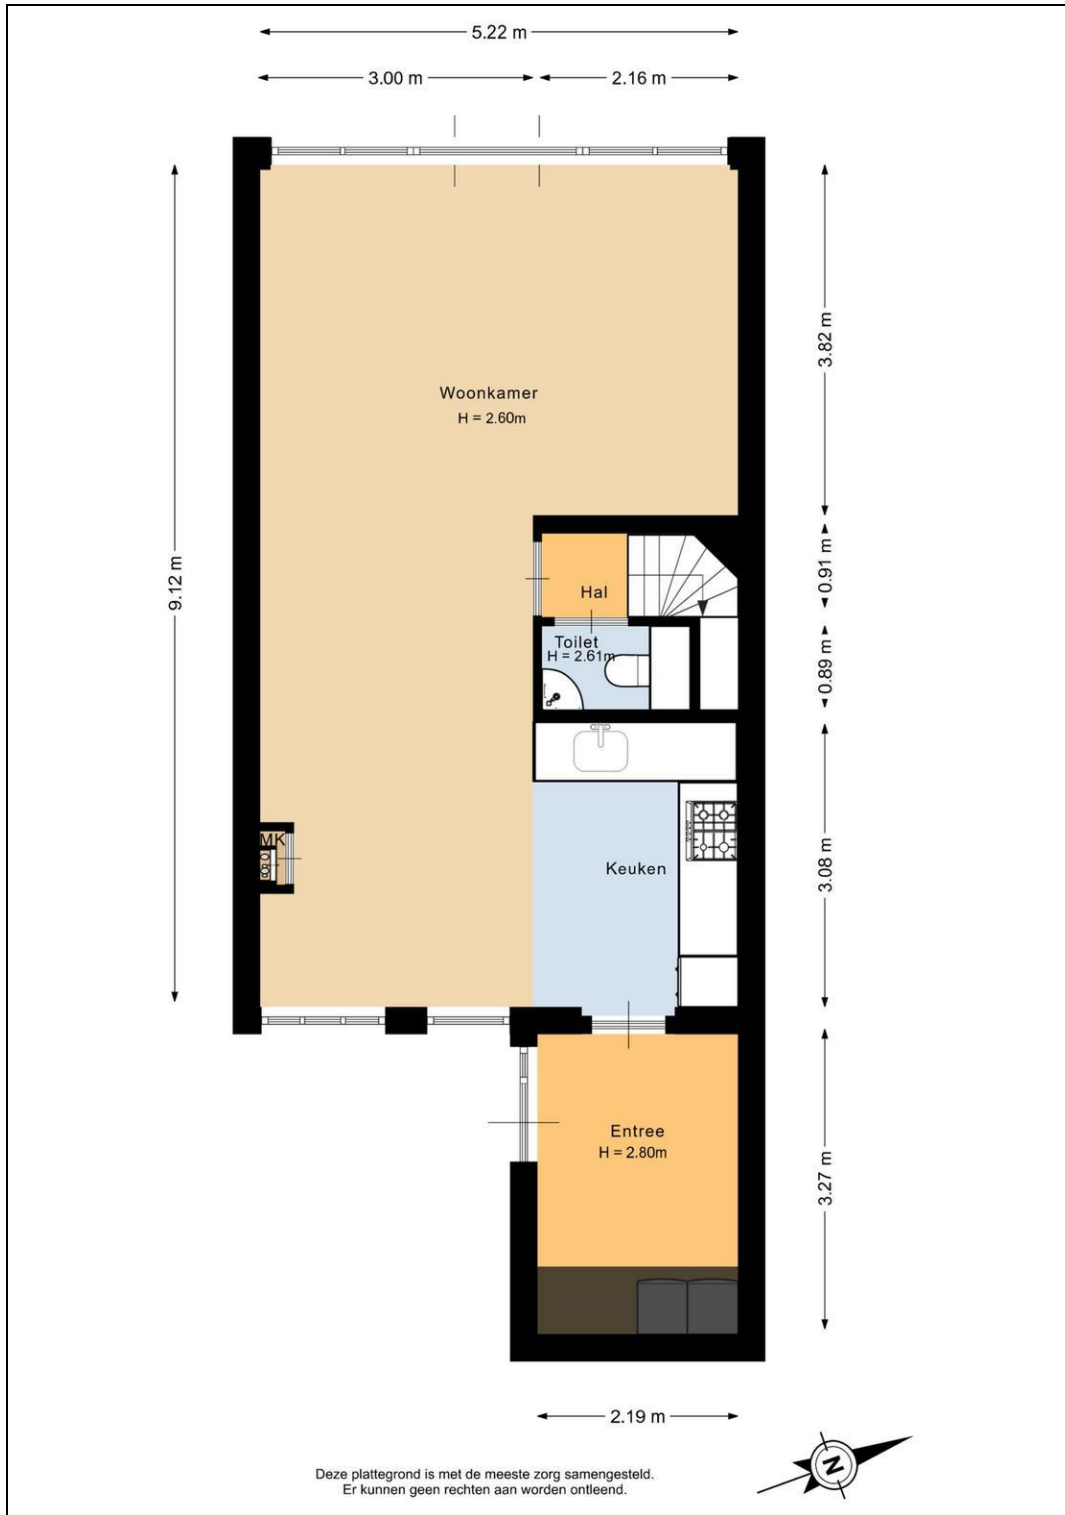 5.22 m
3.00 m
2.16 m
3.82 m
Woonkamer
H = 2.60m
9.12 m
0.91 m
Hal
Toilet
H = 2.61m
0.89 m
MK
Keuken
3.08 m
Entree
H = 2.80m
3.27 m
2.19 m
N
Deze plattegrond is met de meeste zorg samengesteld.
Er kunnen geen rechten aan worden ontleend.